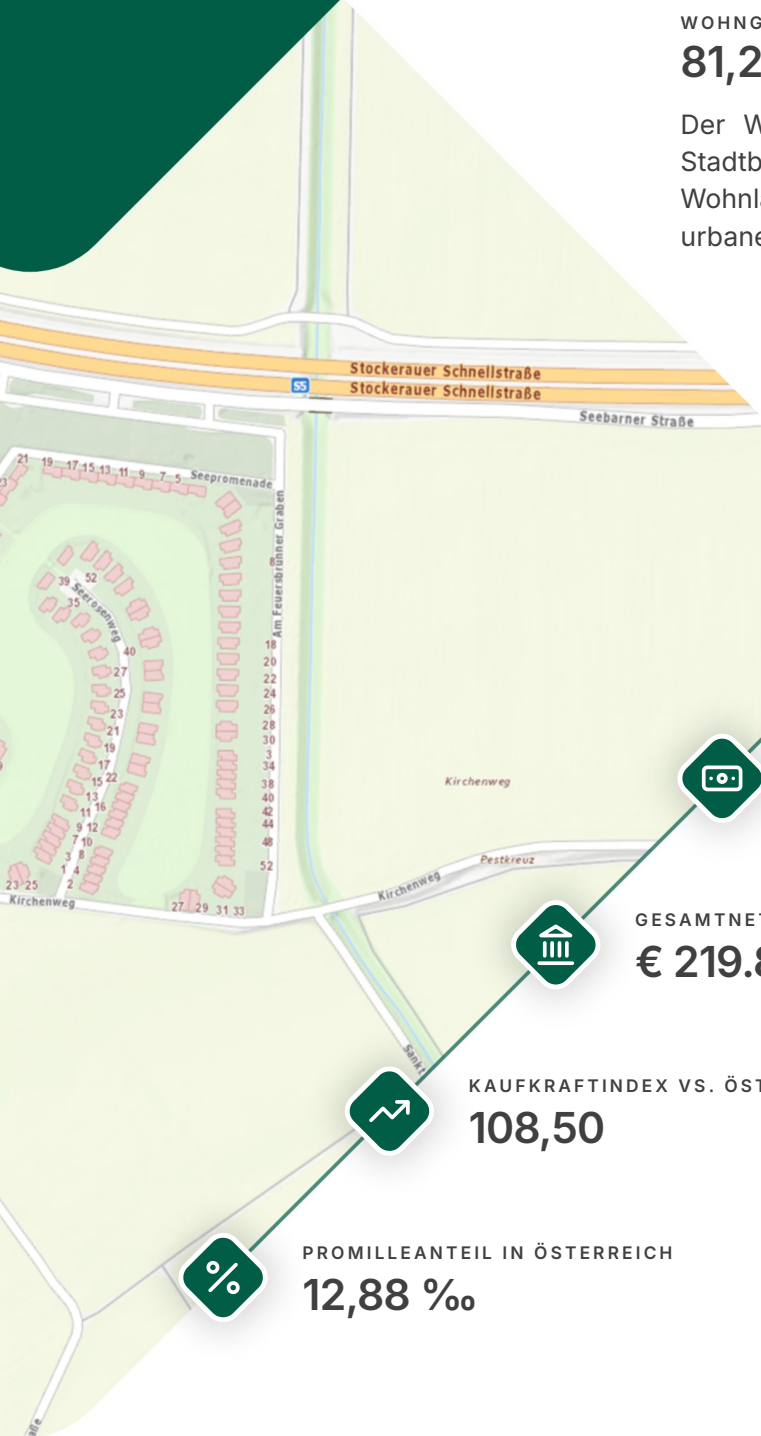 WOHNG
81,2
Der W
Stadtb
Wohnla
urbane
Stockerauer Schnellstraße
S5
Stockerauer Schnellstraße
Seebarner Straße
21 19 17 15 13 11 9 7 5 Seepromenade
23
Am Feuersbrunner Graben
8
39 52
35
Seerosenweg
40
27
25
23
21
19
17
15 22
13
11 16
9 12
7 10
3 8
1 4
2
18
20
22
24
26
28
30
3
34
38
40
42
44
48
52
Kirchenweg
Pestkreuz
Kirchenweg
23 25
Kirchenweg
27 29 31 33
GESAMTNET
€ 219.8
Sankt
KAUFKRAFTINDEX VS. ÖST
108,50
PROMILLEANTEIL IN ÖSTERREICH
12,88 ‰
aße